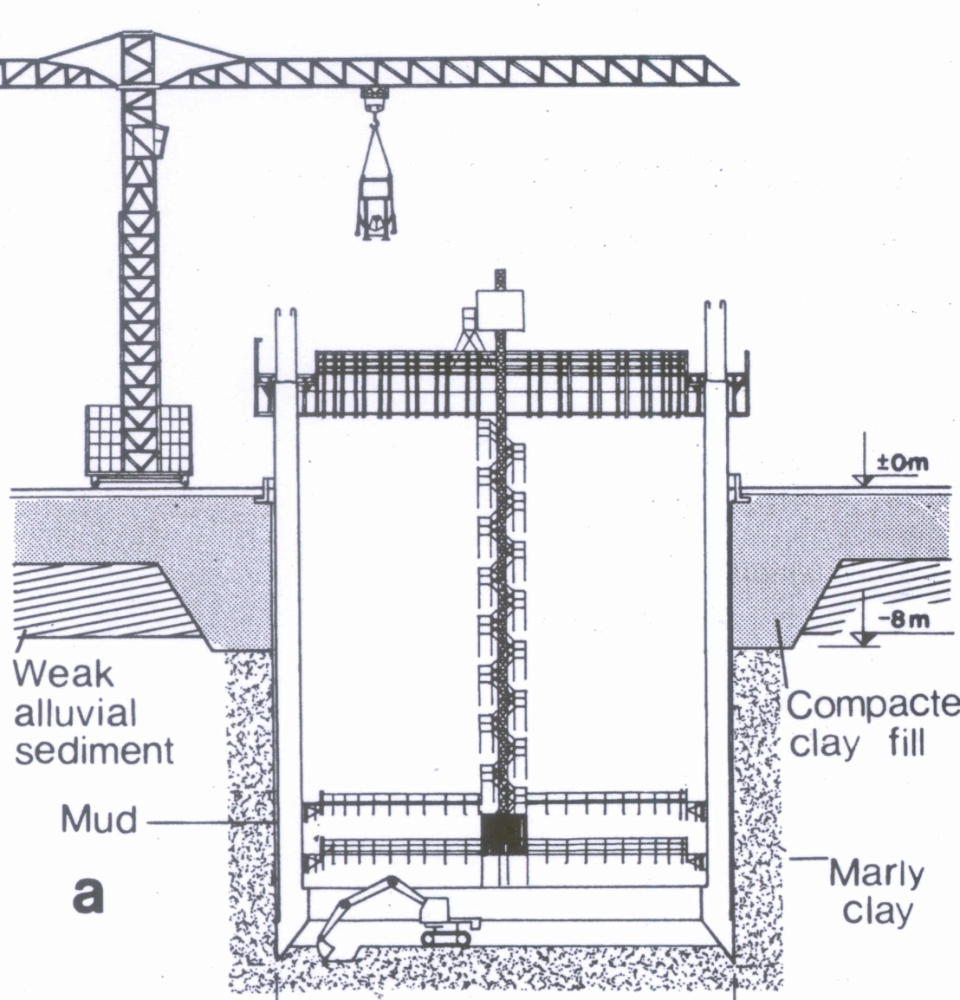 ±0m
-8m
Weak
alluvial
sediment
Compacte
clay fill
Mud
Marly
clay
a